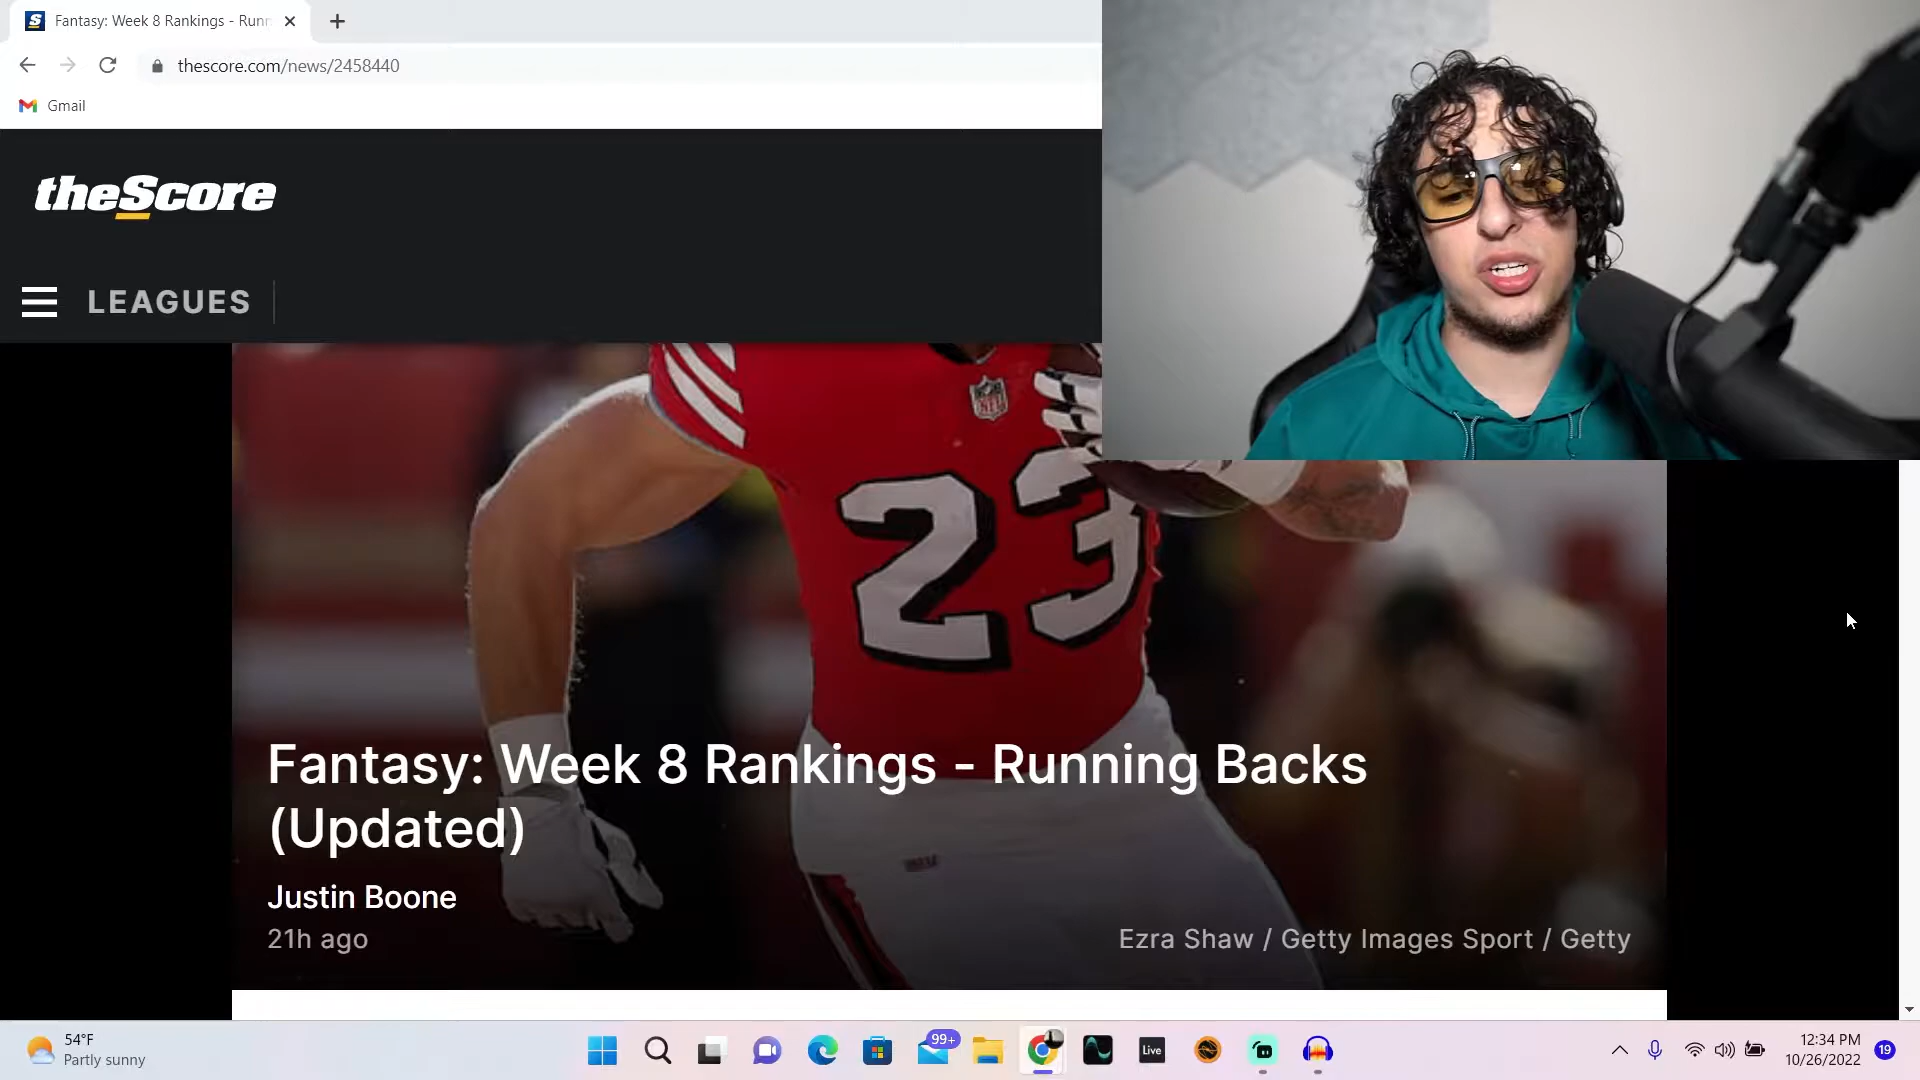 Fantasy: Week 8 Rankings - Runn
thescore.com/news/2458440
Gmail
theScore
LEAGUES
NFL
23
Fantasy: Week 8 Rankings - Running Backs
(Updated)
Justin Boone
21h ago
Ezra Shaw / Getty Images Sport / Getty
54°F
Partly sunny
99+
Live
12:34 PM
10/26/2022
19